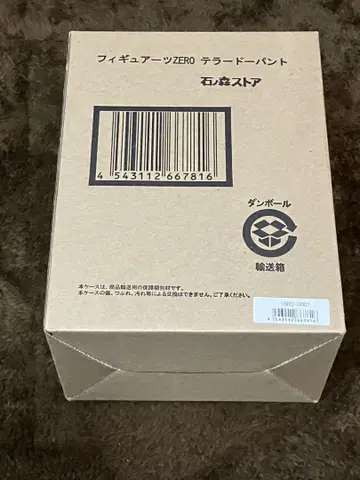 フィギュアーツZERO テラードーパント
石ノ森ストア
4 543112 667816
ダンボール
輸送箱
本ケースは、商品輸送用の保護梱包材です。
本ケースの傷、つぶれ、汚れ等による交換はできません。ご了承ください。